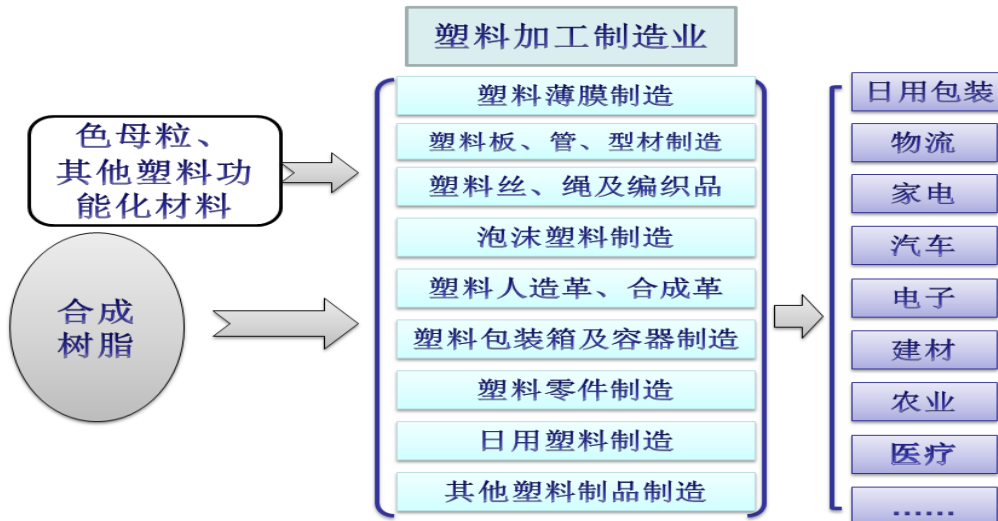 塑料加工制造业
色母粒、
其他塑料功
能化材料
合成
树脂
塑料薄膜制造
塑料板、管、型材制造
塑料丝、绳及编织品
泡沫塑料制造
塑料人造革、合成革
塑料包装箱及容器制造
塑料零件制造
日用塑料制造
其他塑料制品制造
日用包装
物流
家电
汽车
电子
建材
农业
医疗
……